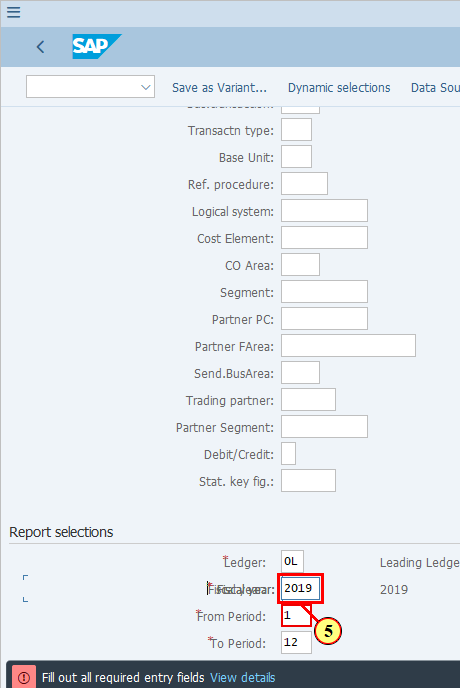 SAP
Save as Variant... Dynamic selections Data Sou
Transactn type:
Base Unit:
Ref. procedure:
Logical system:
Cost Element:
CO Area:
Segment:
Partner PC:
Partner FArea:
Send.BusArea:
Trading partner:
Partner Segment:
Debit/Credit:
Stat. key fig.:
Report selections
*Ledger: 0L Leading Ledge
*Fiscal year: 2019 2019
*From Period: 1
5
*To Period: 12
Fill out all required entry fields View details